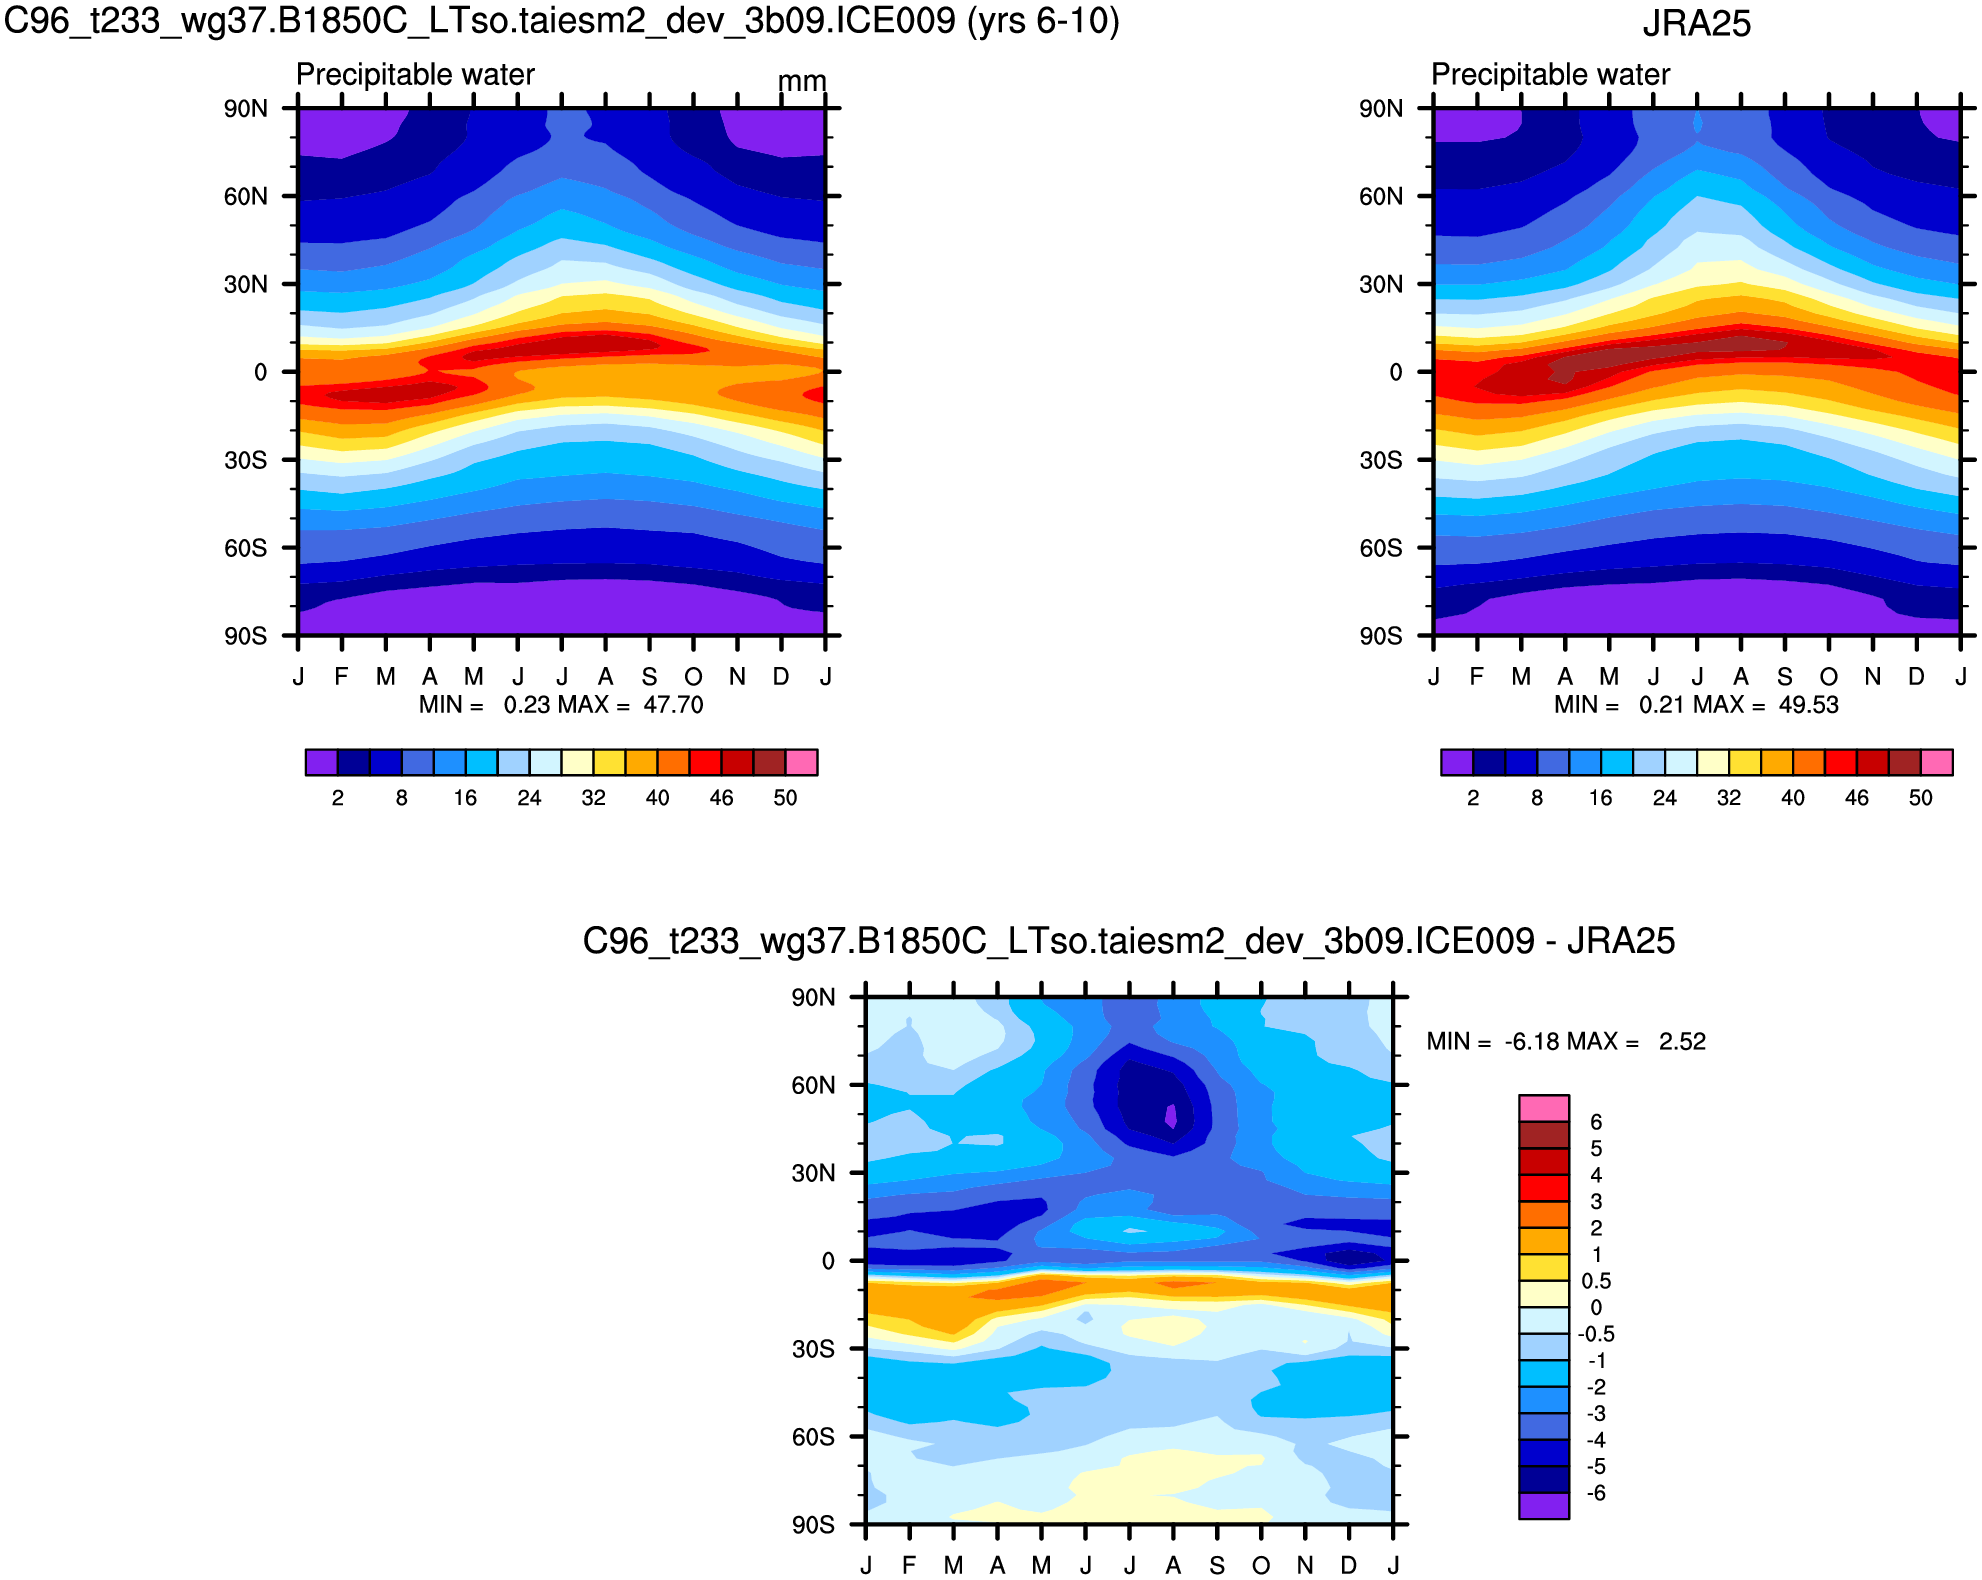 C96_t233_wg37.B1850C_LTso.taiesm2_dev_3b09.ICE009 (yrs 6-10)
JRA25
Precipitable water mm
90N
60N
30N
0
30S
60S
90S
J F M A M J J A S O N D J
MIN = 0.23 MAX = 47.70
2 8 16 24 32 40 46 50
Precipitable water
90N
60N
30N
0
30S
60S
90S
J F M A M J J A S O N D J
MIN = 0.21 MAX = 49.53
2 8 16 24 32 40 46 50
C96_t233_wg37.B1850C_LTso.taiesm2_dev_3b09.ICE009 - JRA25
90N
60N
30N
0
30S
60S
90S
J F M A M J J A S O N D J
MIN = -6.18 MAX = 2.52
6
5
4
3
2
1
0.5
0
-0.5
-1
-2
-3
-4
-5
-6